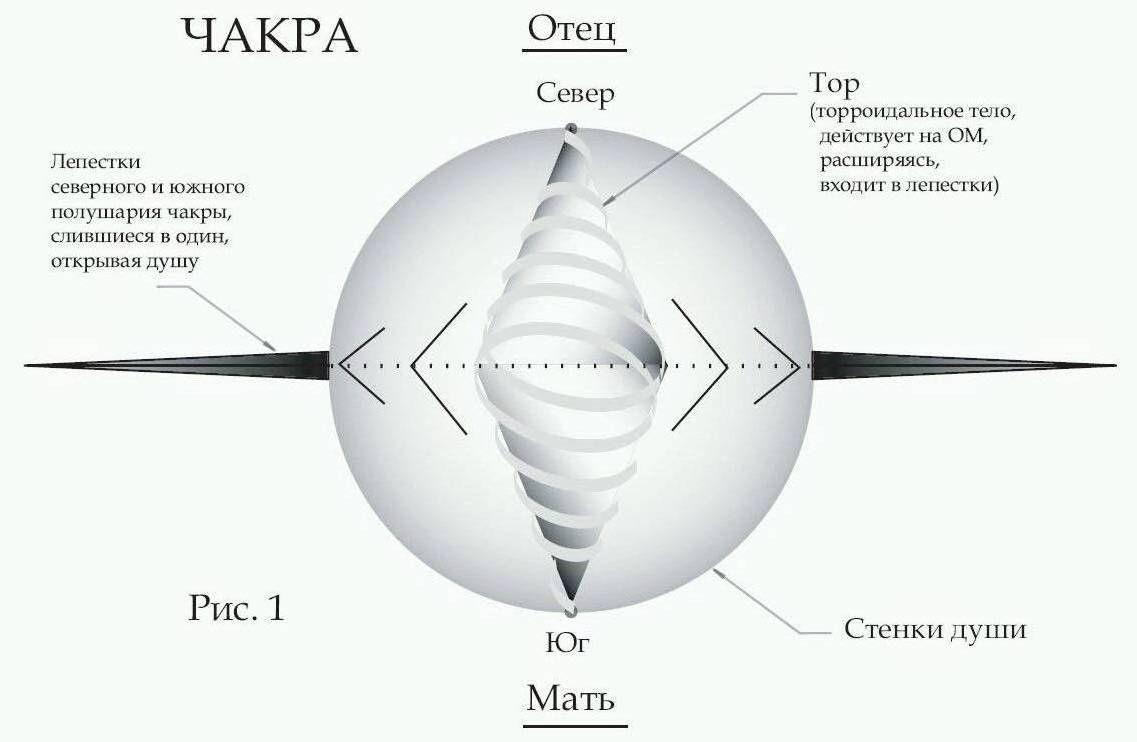 ЧАКРА
Отец
Север
Тор
(торроидальное тело,
действует на ОМ,
расширяясь,
входит в лепестки)
Лепестки
северного и южного
полушария чакры,
слившиеся в один,
открывая душу
Рис. 1
Стенки души
Юг
Мать